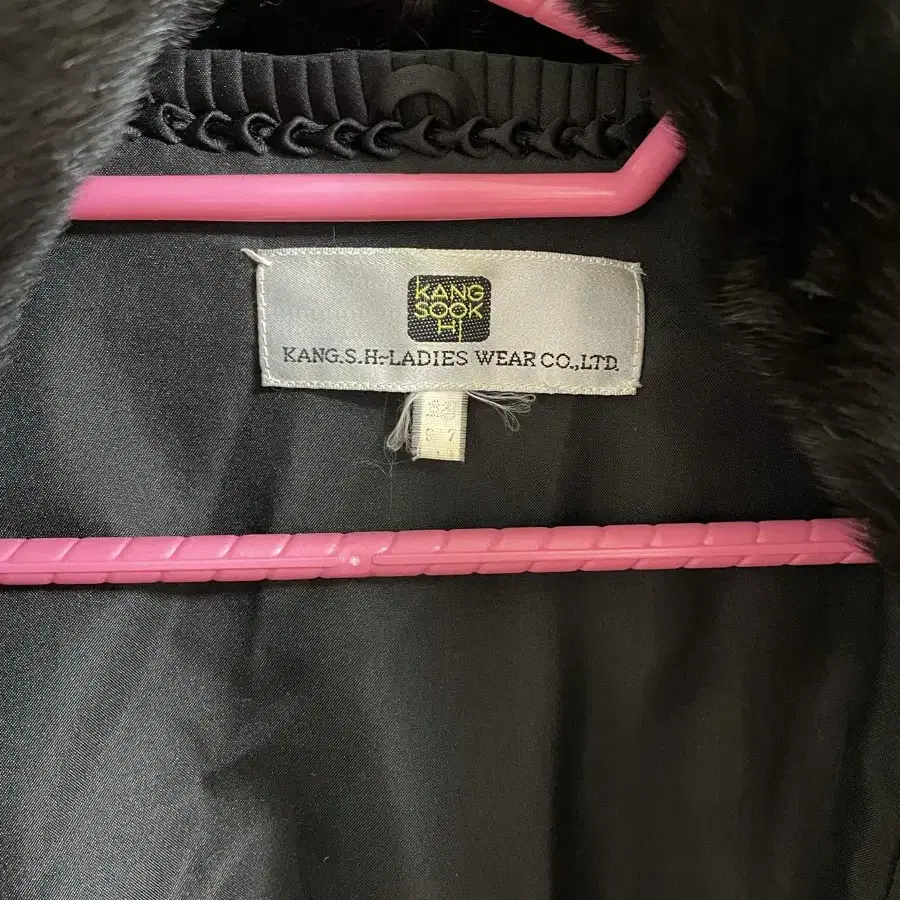 KANG
SOOK
HI
KANG.S.H.-LADIES WEAR CO.,LTD.